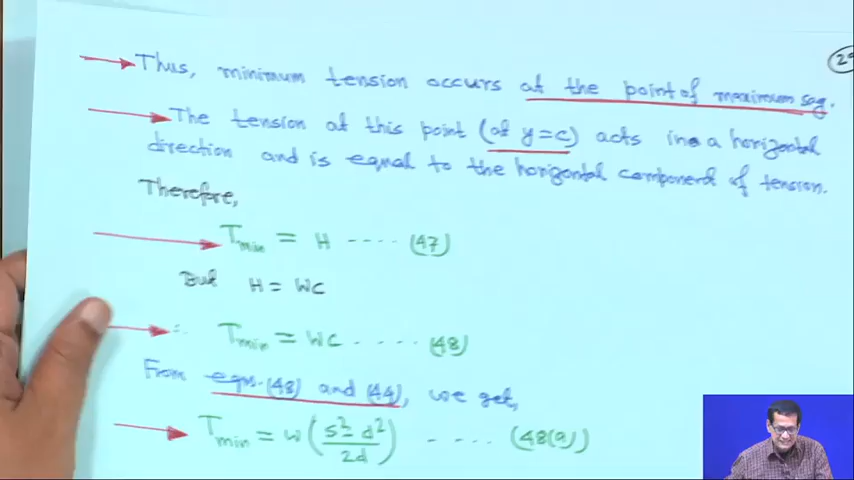 29
Thus, minimum tension occurs at the point of maximum sag.
The tension at this point (at y=c) acts in a horizontal
direction and is equal to the horizontal component of tension.
Therefore,
Tmin = H ---- (47)
But H = WC
∴ Tmin = WC ---- (48)
From eqn.(48) and (44), we get,
Tmin = W((s²-d²)/2d) ---- (48(a))